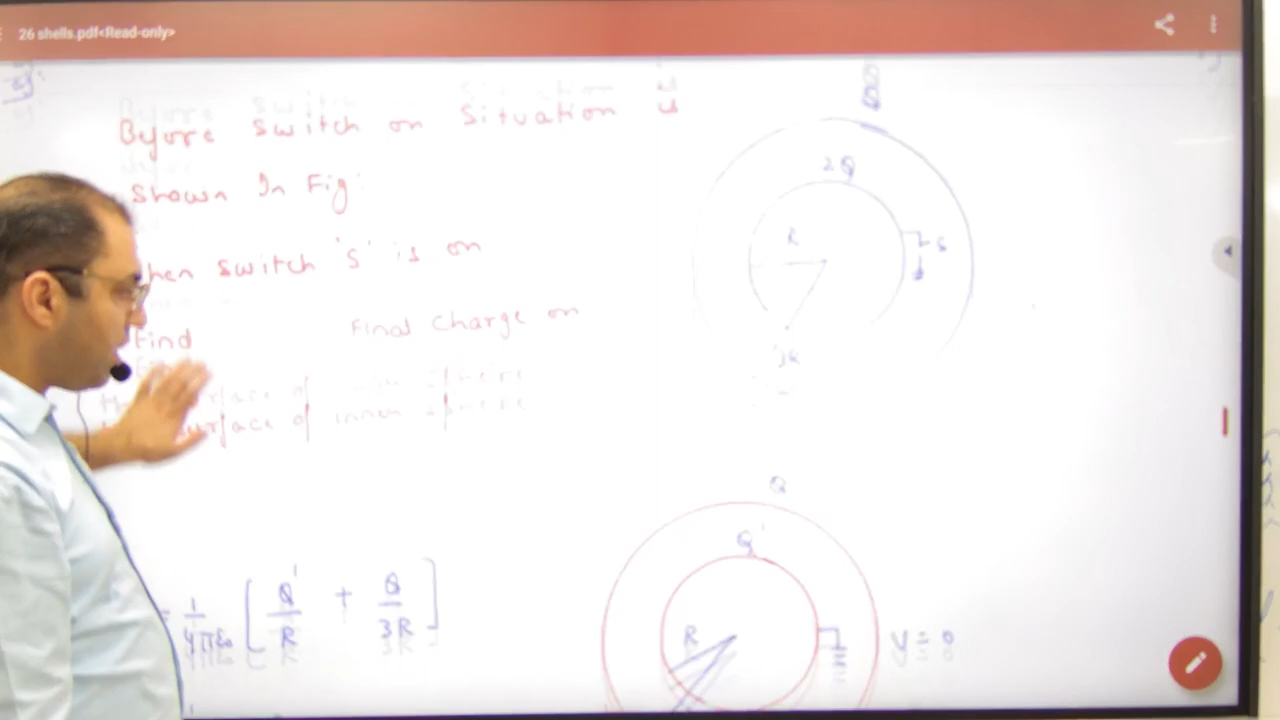 26 shells.pdf<Read-only>
Before switch on Situation is
Shown In Fig:
hen switch 's' is on
Find Final Charge on
surface of inner sphere
2Q
R
S
3R
Q
Q'
R
V = 0
= 1/4πε0 [ Q'/R + Q/3R ]